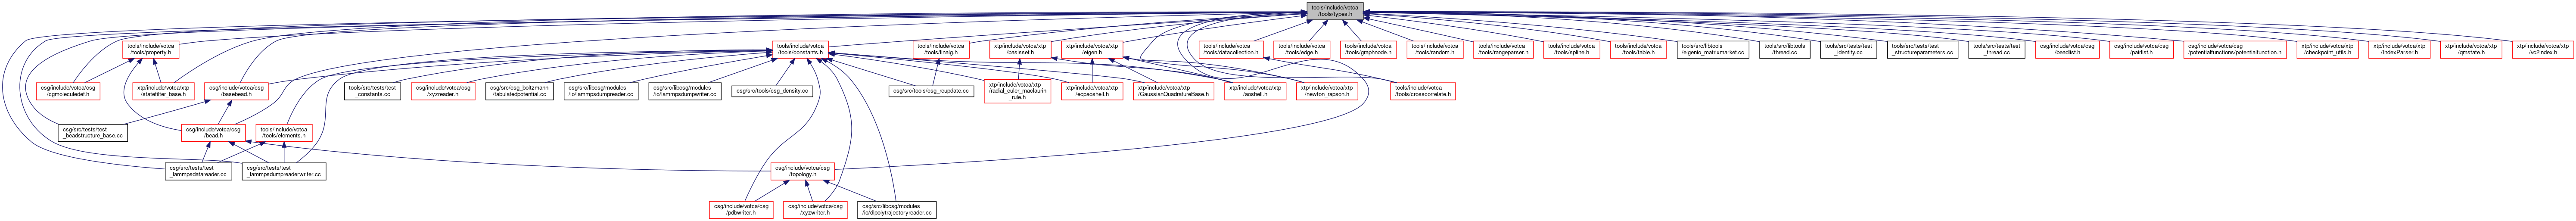 tools/include/votca
/tools/types.h
tools/include/votca
/tools/property.h
tools/include/votca
/tools/constants.h
tools/include/votca
/tools/linalg.h
xtp/include/votca/xtp
/basisset.h
xtp/include/votca/xtp
/eigen.h
tools/include/votca
/tools/datacollection.h
tools/include/votca
/tools/edge.h
tools/include/votca
/tools/graphnode.h
tools/include/votca
/tools/random.h
tools/include/votca
/tools/rangeparser.h
tools/include/votca
/tools/spline.h
tools/include/votca
/tools/table.h
tools/src/libtools
/eigenio_matrixmarket.cc
tools/src/libtools
/thread.cc
tools/src/tests/test
_identity.cc
tools/src/tests/test
_structureparameters.cc
tools/src/tests/test
_thread.cc
csg/include/votca/csg
/beadlist.h
csg/include/votca/csg
/pairlist.h
csg/include/votca/csg
/potentialfunctions/potentialfunction.h
xtp/include/votca/xtp
/checkpoint_utils.h
xtp/include/votca/xtp
/IndexParser.h
xtp/include/votca/xtp
/qmstate.h
xtp/include/votca/xtp
/vc2index.h
csg/include/votca/csg
/cgmoleculedef.h
xtp/include/votca/xtp
/statefilter_base.h
csg/include/votca/csg
/basebead.h
tools/src/tests/test
_constants.cc
csg/include/votca/csg
/xyzreader.h
csg/src/csg_boltzmann
/tabulatedpotential.cc
csg/src/libcsg/modules
/io/lammpsdumpreader.cc
csg/src/libcsg/modules
/io/lammpsdumpwriter.cc
csg/src/tools/csg_density.cc
csg/src/tools/csg_reupdate.cc
xtp/include/votca/xtp
/radial_euler_maclaurin
_rule.h
xtp/include/votca/xtp
/ecpaoshell.h
xtp/include/votca/xtp
/GaussianQuadratureBase.h
xtp/include/votca/xtp
/aoshell.h
xtp/include/votca/xtp
/newton_rapson.h
tools/include/votca
/tools/crosscorrelate.h
csg/src/tests/test
_beadstructure_base.cc
csg/include/votca/csg
/bead.h
tools/include/votca
/tools/elements.h
csg/src/tests/test
_lammpsdatareader.cc
csg/src/tests/test
_lammpsdumpreaderwriter.cc
csg/include/votca/csg
/topology.h
csg/include/votca/csg
/pdbwriter.h
csg/include/votca/csg
/xyzwriter.h
csg/src/libcsg/modules
/io/dlpolytrajectoryreader.cc